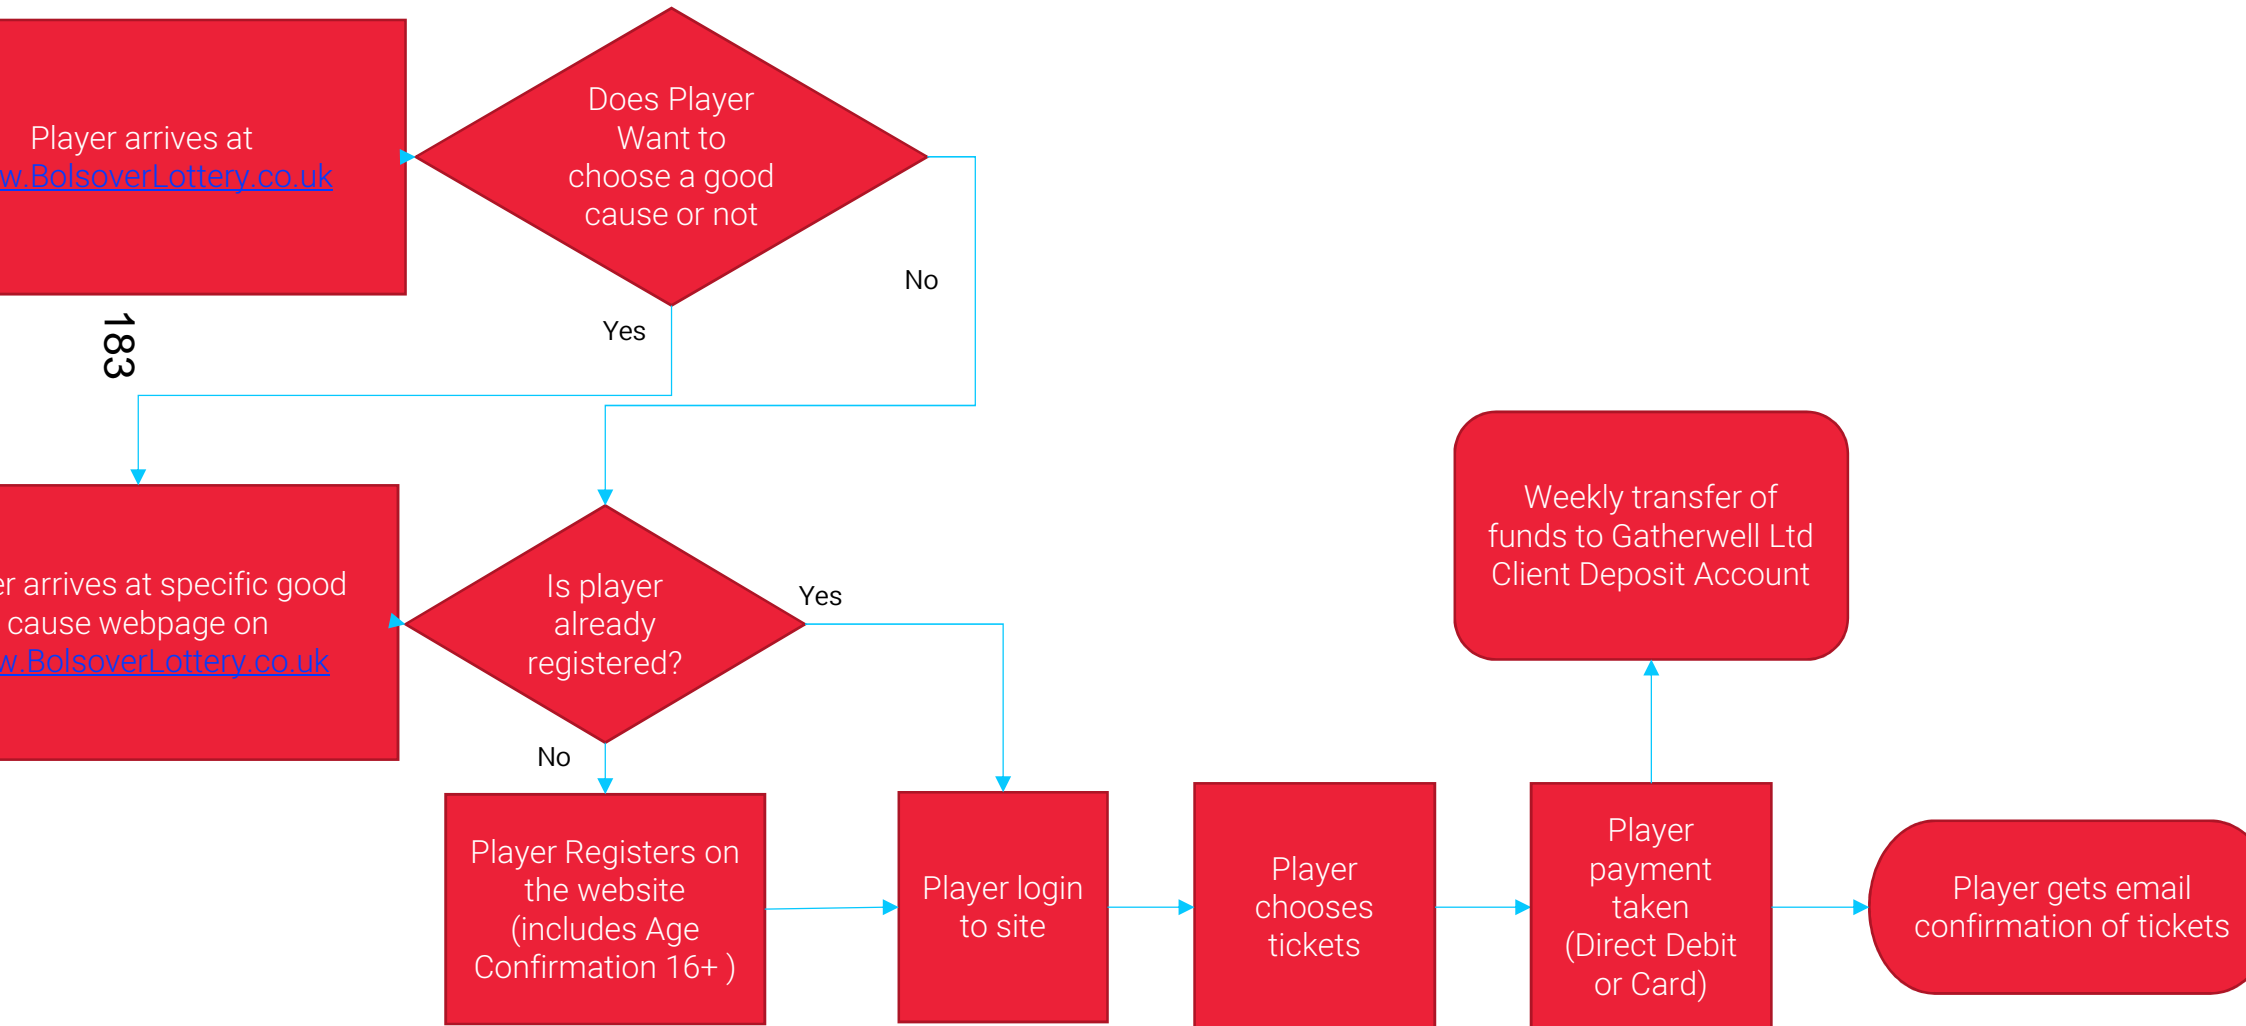 Player arrives at
w.BolsoverLottery.co.uk
Does Player
Want to
choose a good
cause or not
No
Yes
183
er arrives at specific good
cause webpage on
w.BolsoverLottery.co.uk
Is player
already
registered?
Yes
No
Weekly transfer of
funds to Gatherwell Ltd
Client Deposit Account
Player Registers on
the website
(includes Age
Confirmation 16+ )
Player login
to site
Player
chooses
tickets
Player
payment
taken
(Direct Debit
or Card)
Player gets email
confirmation of tickets